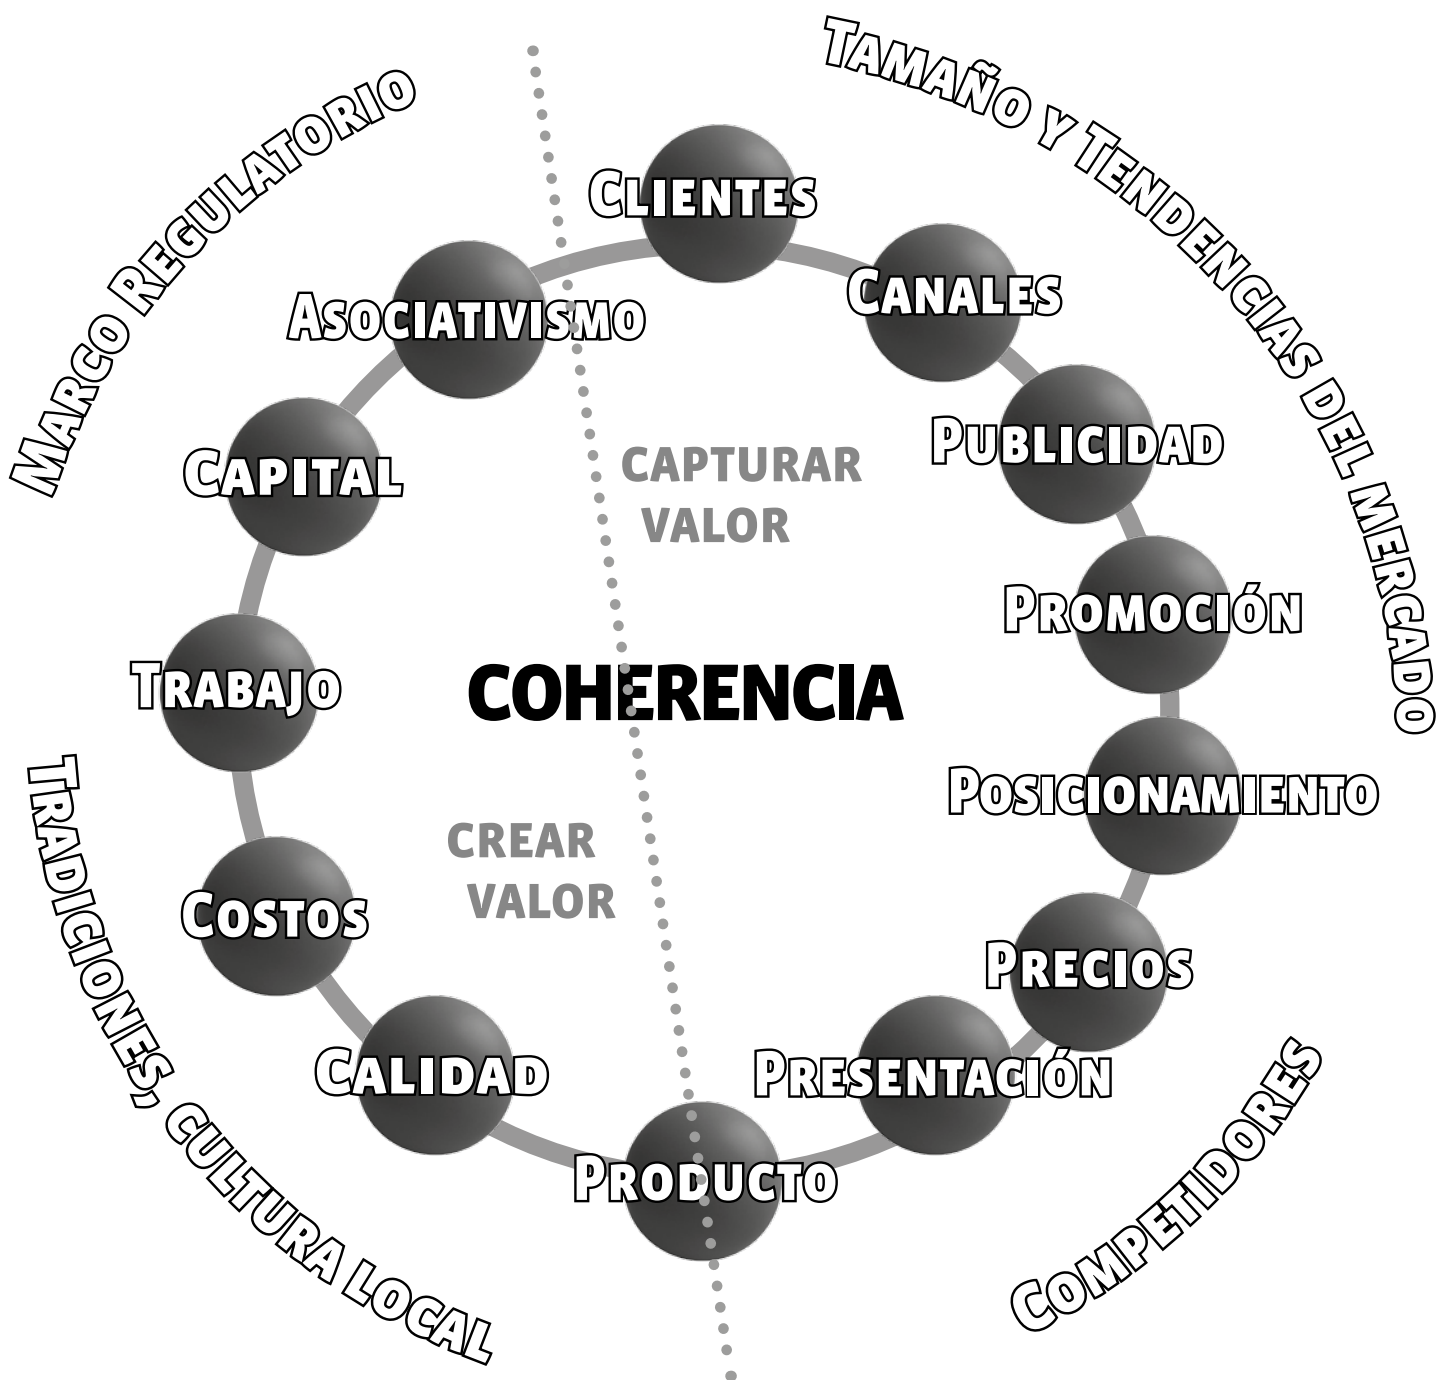 Marco Regulatorio
Tamaño y Tendencias del mercado
Clientes
Canales
Asociativismo
Publicidad
Capital
CAPTURAR
VALOR
Promoción
Trabajo
COHERENCIA
Posicionamiento
CREAR
VALOR
Costos
Precios
Calidad
Presentación
Producto
Tradiciones, cultura local
Competidores